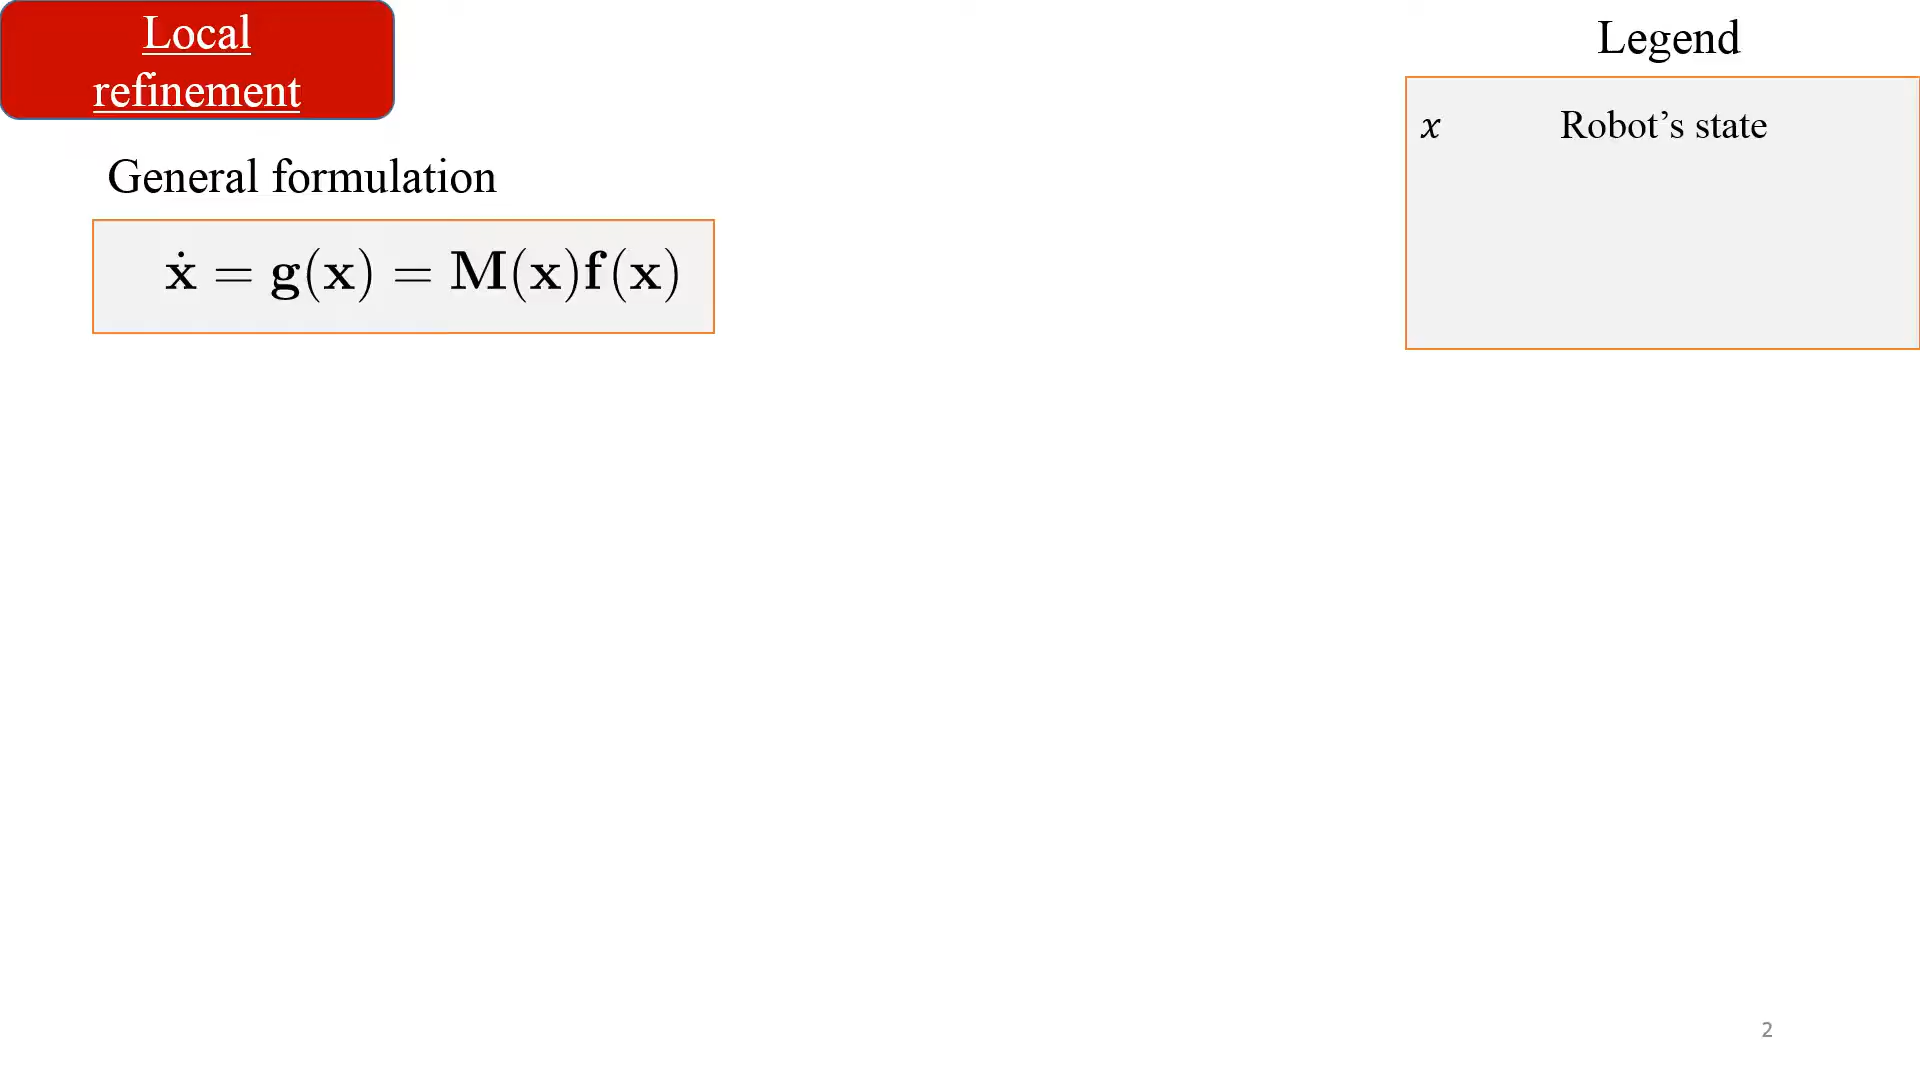 Local
refinement
Legend
x Robot’s state
General formulation
ẋ = g(x) = M(x)f(x)
2